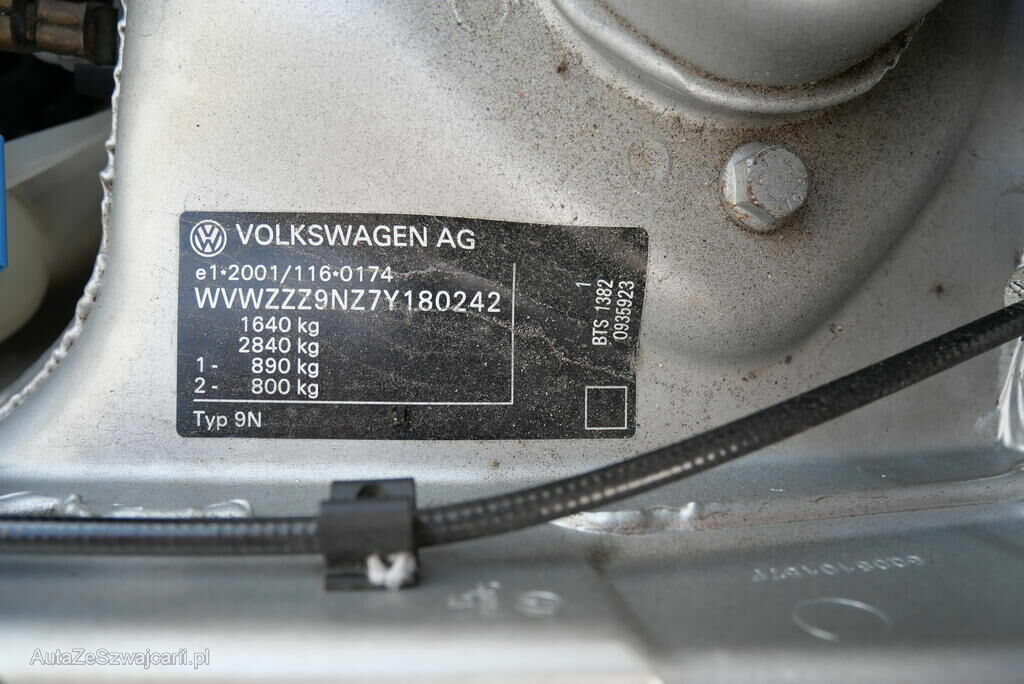 VOLKSWAGEN AG
e1*2001/116*0174
WVWZZZ9NZ7Y180242
1640 kg
2840 kg
1- 890 kg
2- 800 kg
Typ 9N
1
BTS 1382
0935923
AutaZeSzwajcarii.pl